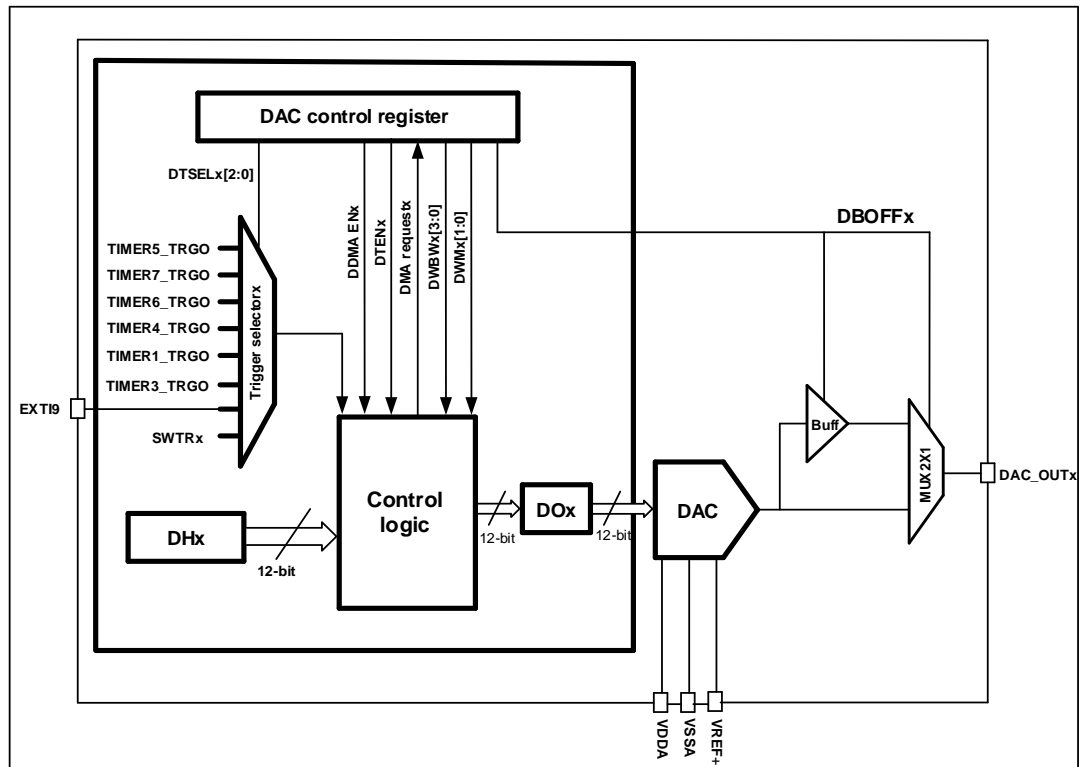 DAC control register
DTSELx[2:0]
DDMA ENx
DTENx
DMA requestx
DWBWx[3:0]
DWMx[1:0]
DBOFFx
TIMER5_TRGO
TIMER7_TRGO
TIMER6_TRGO
TIMER4_TRGO
TIMER1_TRGO
TIMER3_TRGO
EXTI9
SWTRx
Trigger selectorx
Buff
MUX2X1
DAC_OUTx
Control
logic
DHx
12-bit
12-bit
DOx
12-bit
DAC
VDDA
VSSA
VREF+